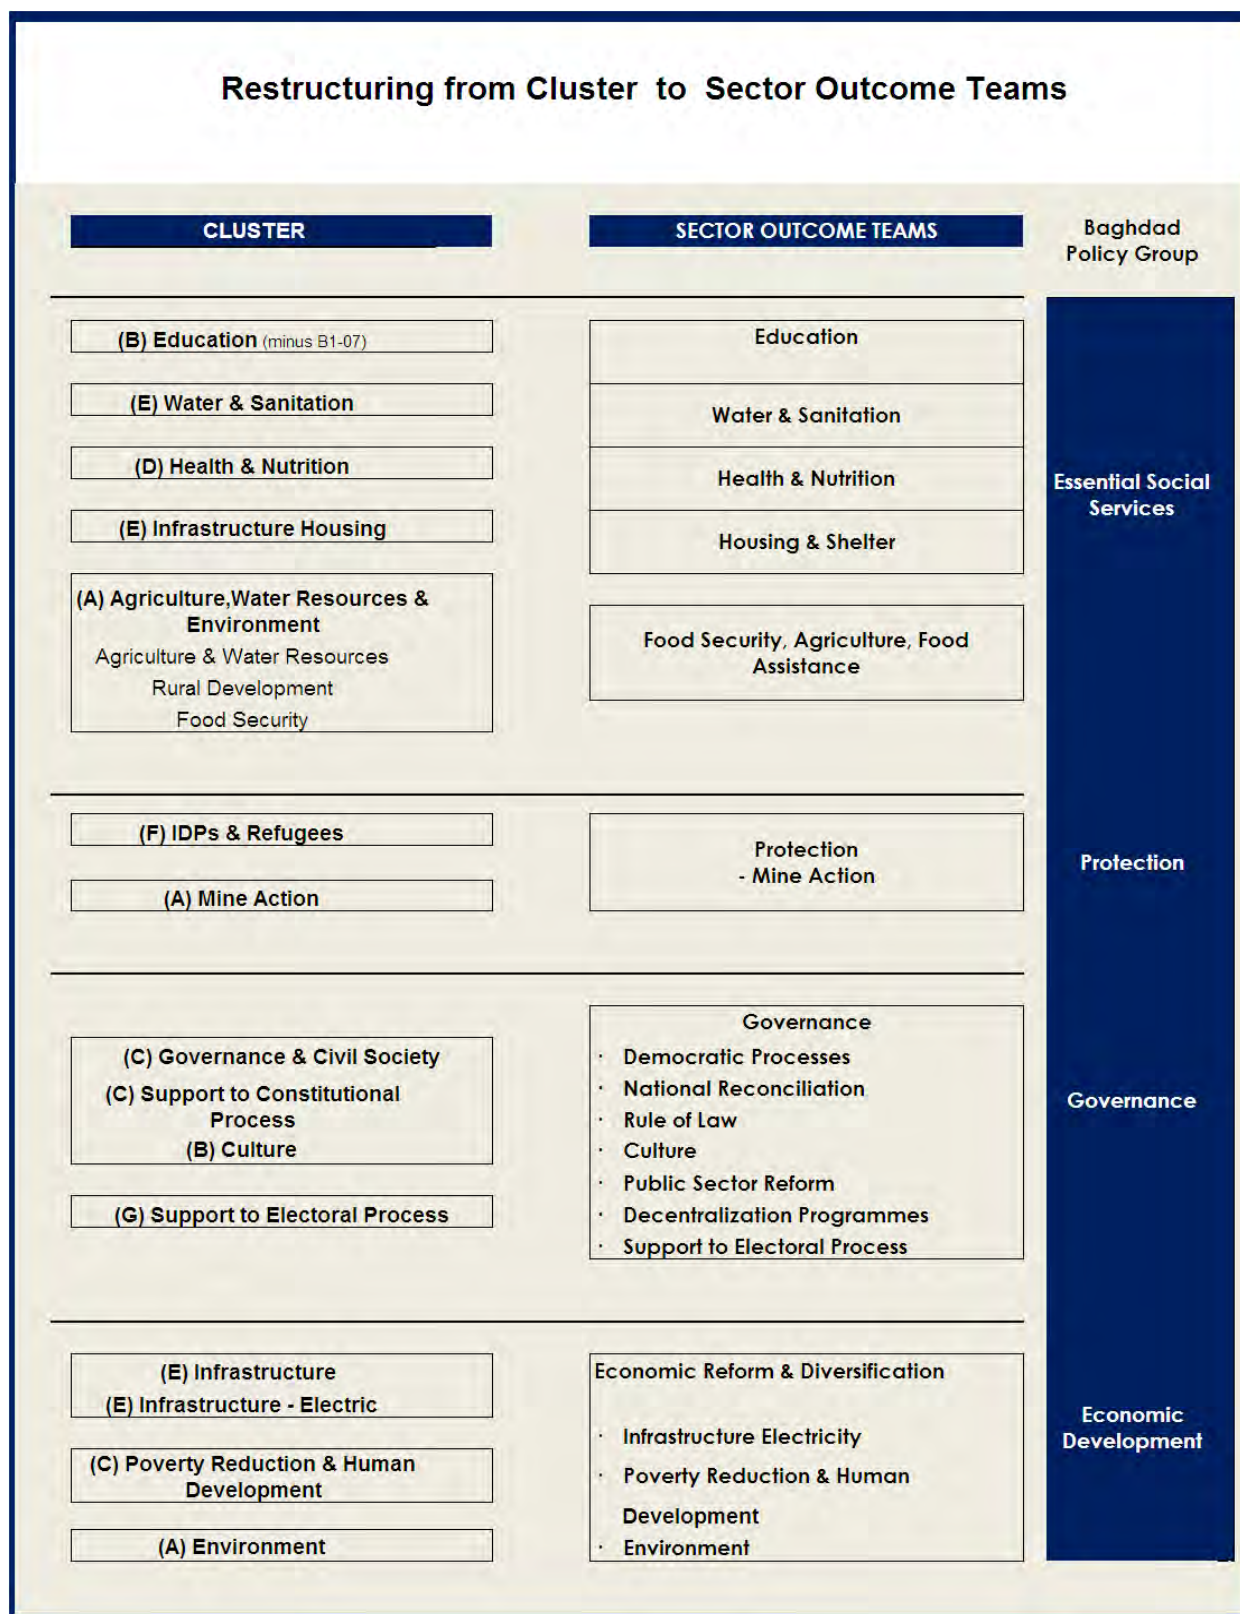 Restructuring from Cluster to Sector Outcome Teams
CLUSTER
SECTOR OUTCOME TEAMS
Baghdad
Policy Group
(B) Education (minus B1-07)
(E) Water & Sanitation
(D) Health & Nutrition
(E) Infrastructure Housing
(A) Agriculture,Water Resources &
Environment
Agriculture & Water Resources
Rural Development
Food Security
Education
Water & Sanitation
Health & Nutrition
Housing & Shelter
Food Security, Agriculture, Food
Assistance
Essential Social
Services
(F) IDPs & Refugees
(A) Mine Action
Protection
- Mine Action
Protection
(C) Governance & Civil Society
(C) Support to Constitutional
Process
(B) Culture
(G) Support to Electoral Process
Governance
· Democratic Processes
· National Reconciliation
· Rule of Law
· Culture
· Public Sector Reform
· Decentralization Programmes
· Support to Electoral Process
Governance
(E) Infrastructure
(E) Infrastructure - Electric
(C) Poverty Reduction & Human
Development
(A) Environment
Economic Reform & Diversification
· Infrastructure Electricity
· Poverty Reduction & Human
Development
· Environment
Economic
Development